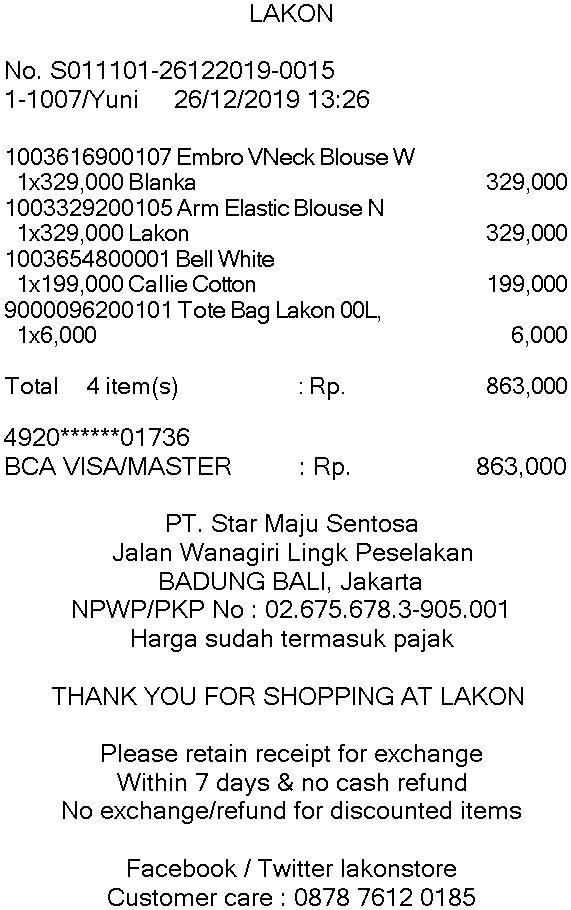 LAKON
No. S011101-26122019-0015
1-1007/Yuni 26/12/2019 13:26
1003616900107 Embro VNeck Blouse W
1x329,000 Blanka 329,000
1003329200105 Arm Elastic Blouse N
1x329,000 Lakon 329,000
1003654800001 Bell White
1x199,000 Callie Cotton 199,000
9000096200101 Tote Bag Lakon 00L,
1x6,000 6,000
Total 4 item(s) : Rp. 863,000
4920******01736
BCA VISA/MASTER : Rp. 863,000
PT. Star Maju Sentosa
Jalan Wanagiri Lingk Peselakan
BADUNG BALI, Jakarta
NPWP/PKP No : 02.675.678.3-905.001
Harga sudah termasuk pajak
THANK YOU FOR SHOPPING AT LAKON
Please retain receipt for exchange
Within 7 days & no cash refund
No exchange/refund for discounted items
Facebook / Twitter lakonstore
Customer care : 0878 7612 0185